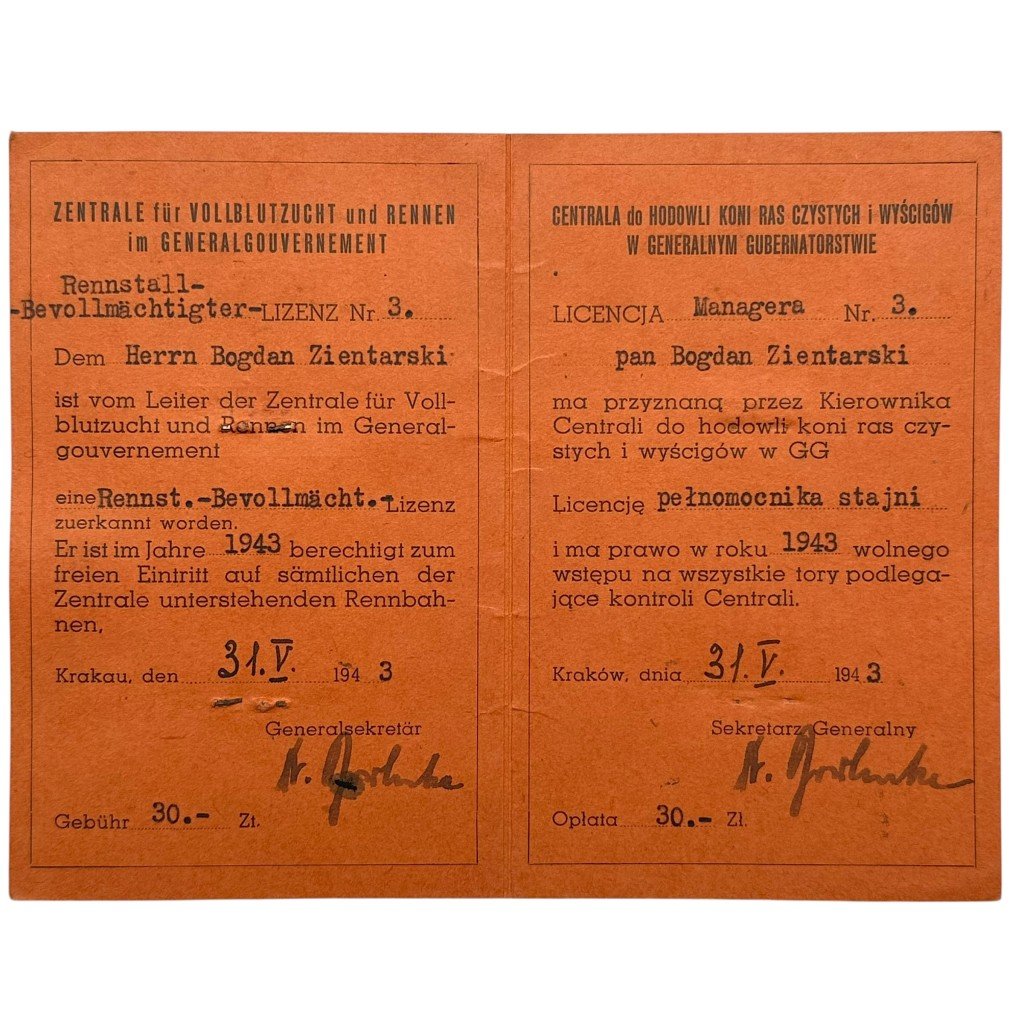 ZENTRALE für VOLLBLUTZUCHT und RENNEN
im GENERALGOUVERNEMENT
Rennstall-
-Bevollmächtigter-LIZENZ Nr. 3.
Dem Herrn Bogdan Zientarski
ist vom Leiter der Zentrale für Voll-
blutzucht und Rennen im General-
gouvernement
eine Rennst.-Bevollmächt.-Lizenz
zuerkannt worden.
Er ist im Jahre 1943 berechtigt zum
freien Eintritt auf sämtlichen der
Zentrale unterstehenden Rennbah-
nen,
Krakau, den 31.V. 1943
Generalsekretär
Gebühr 30.- Zt.
CENTRALA do HODOWLI KONI RAS CZYSTYCH i WYŚCIGÓW
W GENERALNYM GUBERNATORSTWIE
LICENCJA Managera Nr. 3.
pan Bogdan Zientarski
ma przyznaną przez Kierownika
Centrali do hodowli koni ras czy-
stych i wyścigów w GG
Licencję pełnomocnika stajni
i ma prawo w roku 1943 wolnego
wstępu na wszystkie tory podlega-
jące kontroli Centrali.
Kraków, dnia 31.V. 1943
Sekretarz Generalny
Opłata 30.- Zł.